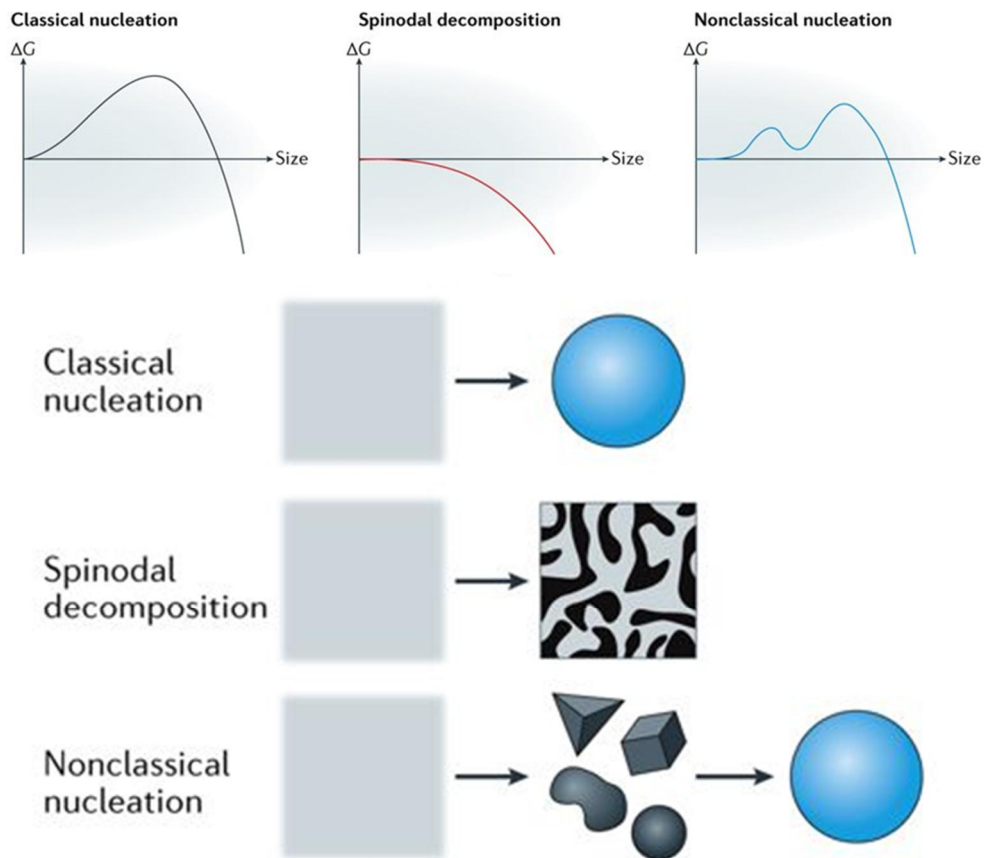 Classical nucleation
Spinodal decomposition
Nonclassical nucleation
ΔG
ΔG
ΔG
Size
Size
Size
Classical
nucleation
Spinodal
decomposition
Nonclassical
nucleation